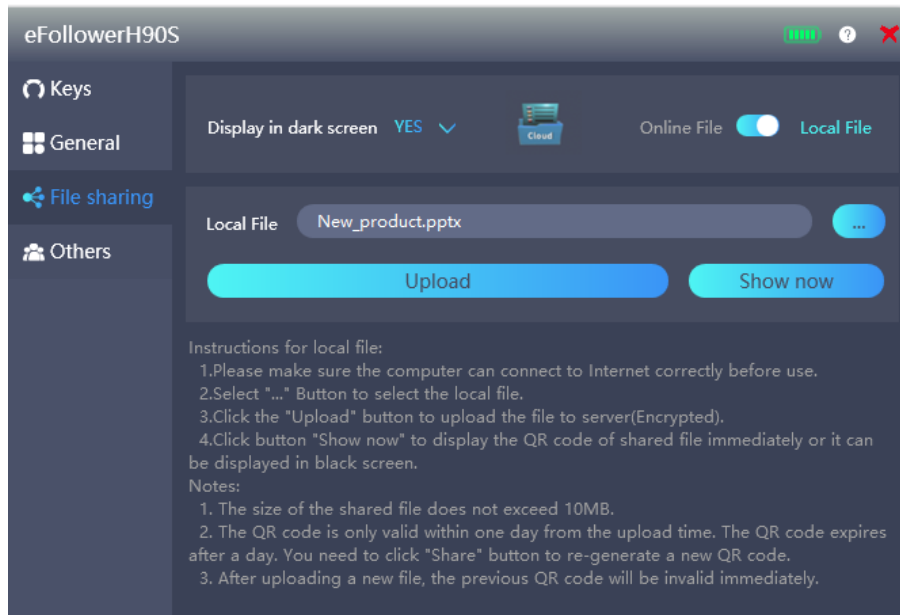 eFollowerH90S
Keys
General
File sharing
Others
Display in dark screen YES
Cloud
Online File Local File
Local File New_product.pptx ...
Upload Show now
Instructions for local file:
1.Please make sure the computer can connect to Internet correctly before use.
2.Select "..." Button to select the local file.
3.Click the "Upload" button to upload the file to server(Encrypted).
4.Click button "Show now" to display the QR code of shared file immediately or it can
be displayed in black screen.
Notes:
1. The size of the shared file does not exceed 10MB.
2. The QR code is only valid within one day from the upload time. The QR code expires
after a day. You need to click "Share" button to re-generate a new QR code.
3. After uploading a new file, the previous QR code will be invalid immediately.